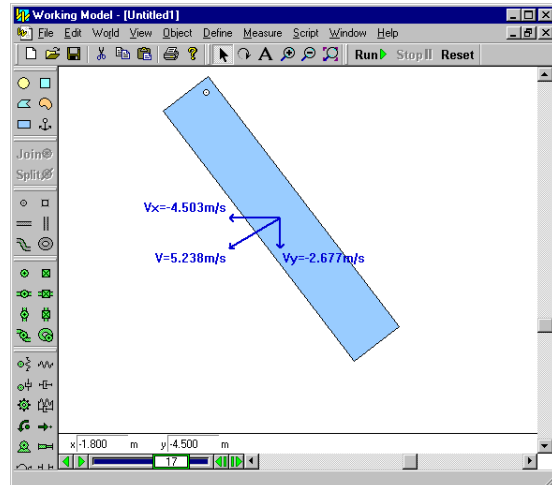 Working Model - [Untitled1]
File Edit World View Object Define Measure Script Window Help
A Run Stop Reset
Join
Split
Vx=-4.503m/s
V=5.238m/s
Vy=-2.677m/s
x -1.800 m y -4.500 m
17